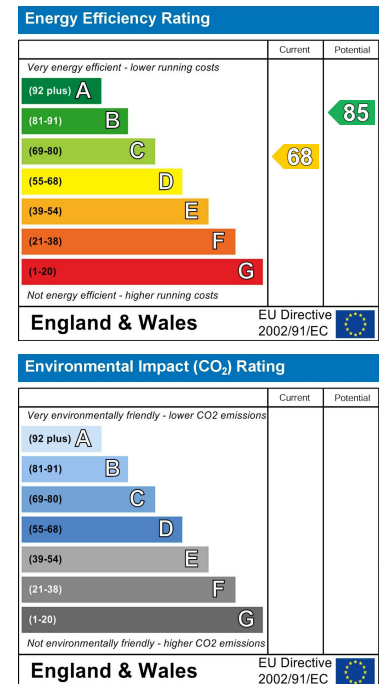 Energy Efficiency Rating
Current Potential
Very energy efficient - lower running costs
(92 plus) A
(81-91) B
85
(69-80) C
68
(55-68) D
(39-54) E
(21-38) F
(1-20) G
Not energy efficient - higher running costs
England & Wales
EU Directive
2002/91/EC
Environmental Impact (CO₂) Rating
Current Potential
Very environmentally friendly - lower CO2 emissions
(92 plus) A
(81-91) B
(69-80) C
(55-68) D
(39-54) E
(21-38) F
(1-20) G
Not environmentally friendly - higher CO2 emissions
England & Wales
EU Directive
2002/91/EC